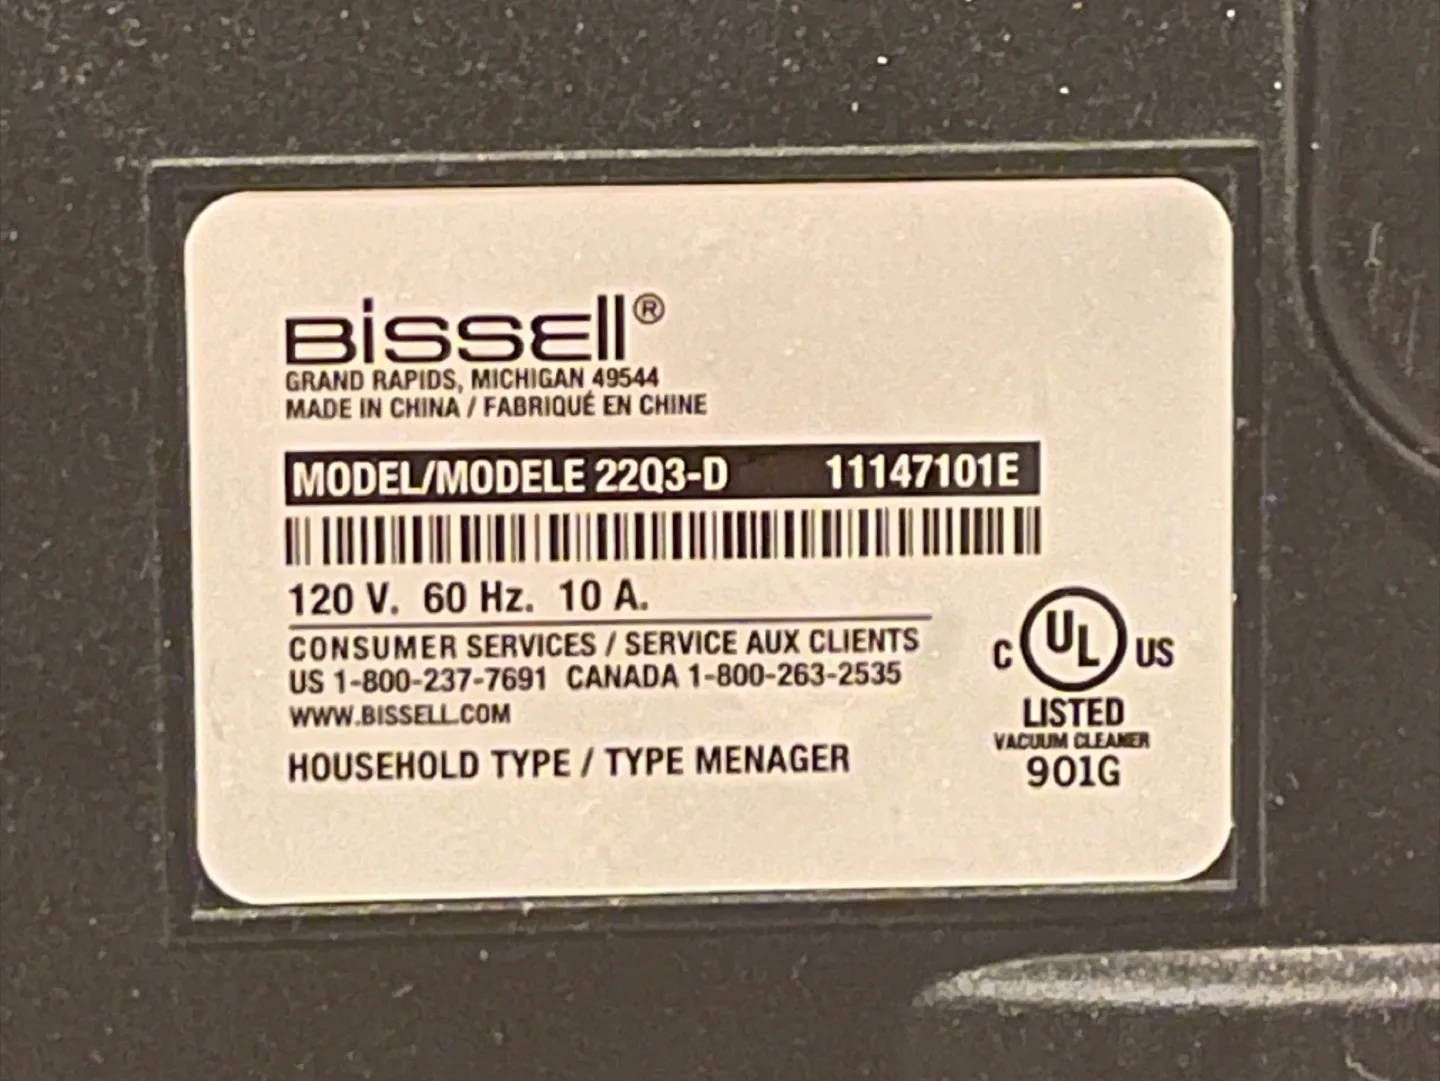 BISSELL®
GRAND RAPIDS, MICHIGAN 49544
MADE IN CHINA / FABRIQUÉ EN CHINE
MODEL/MODELE 22Q3-D 11147101E
120 V. 60 Hz. 10 A.
CONSUMER SERVICES / SERVICE AUX CLIENTS
US 1-800-237-7691 CANADA 1-800-263-2535
WWW.BISSELL.COM
HOUSEHOLD TYPE / TYPE MENAGER
C UL US
LISTED
VACUUM CLEANER
901G